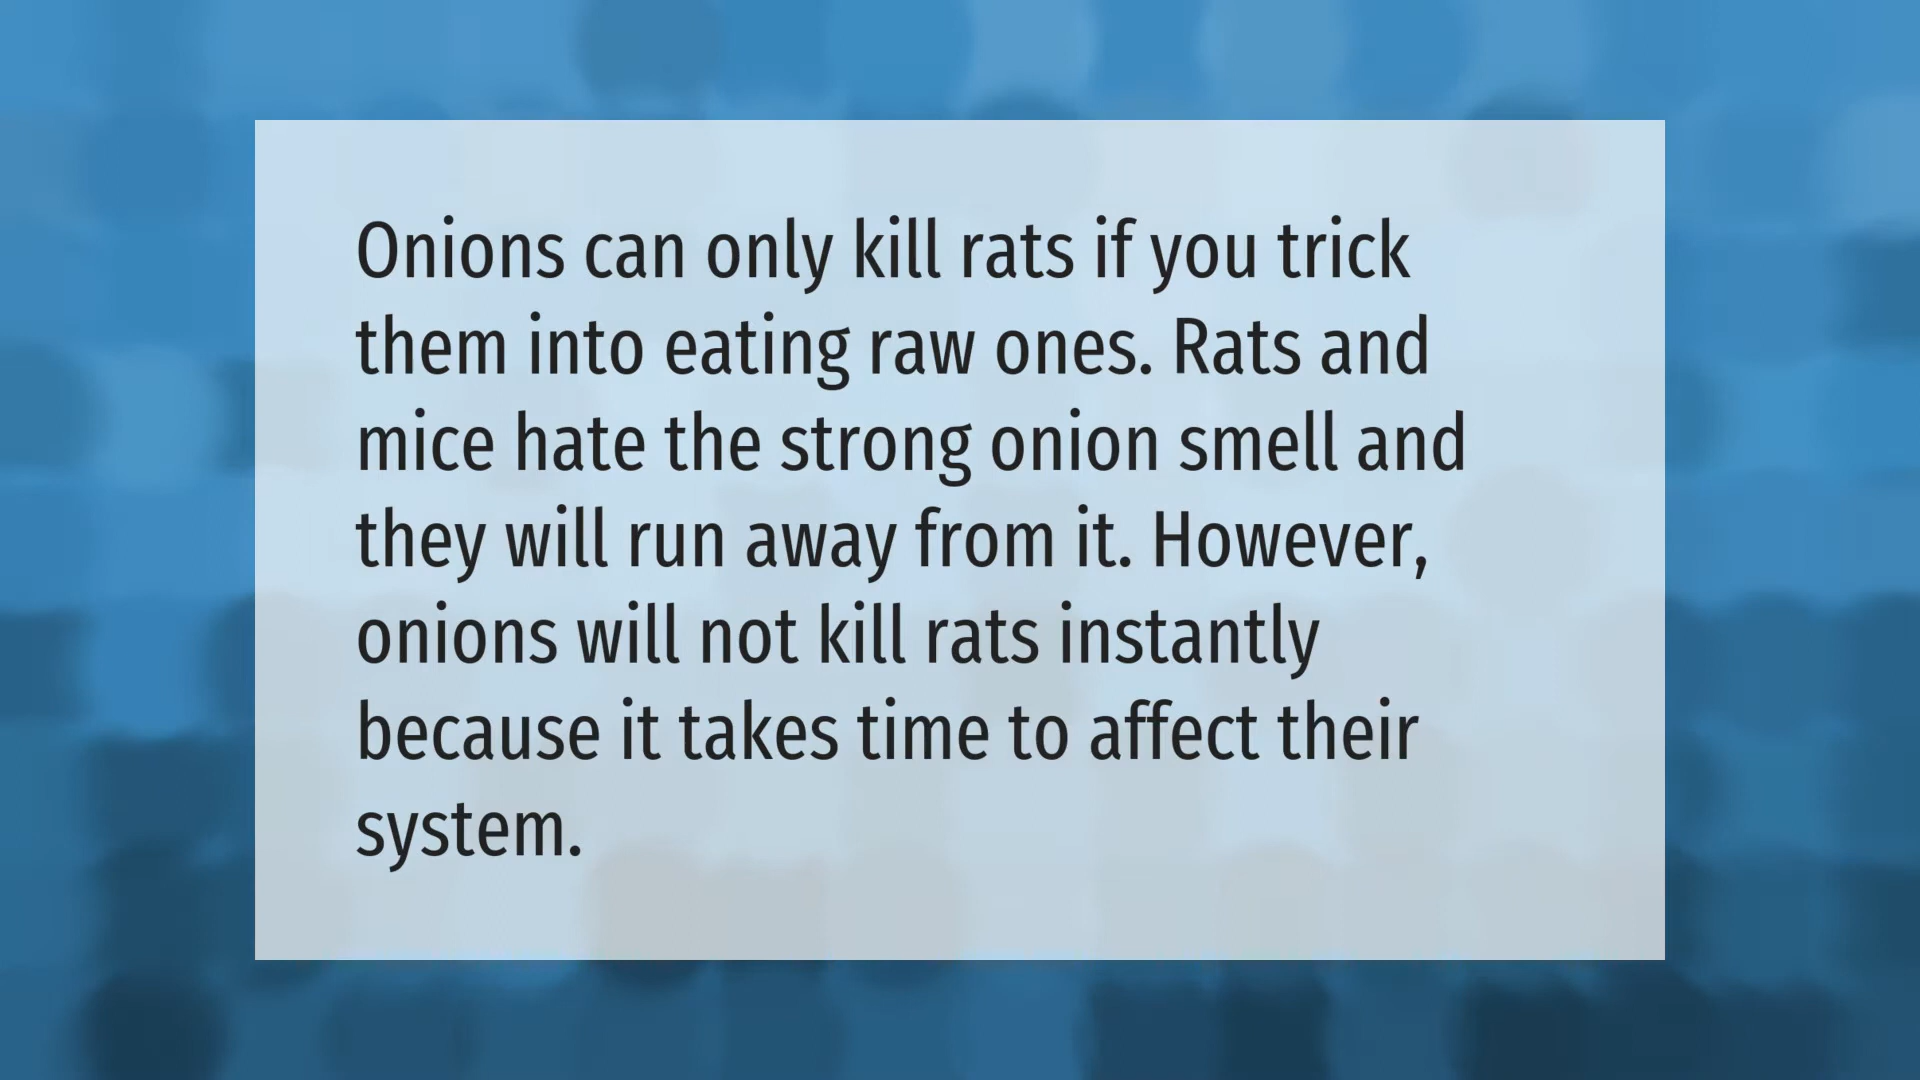 Onions can only kill rats if you trick
them into eating raw ones. Rats and
mice hate the strong onion smell and
they will run away from it. However,
onions will not kill rats instantly
because it takes time to affect their
system.